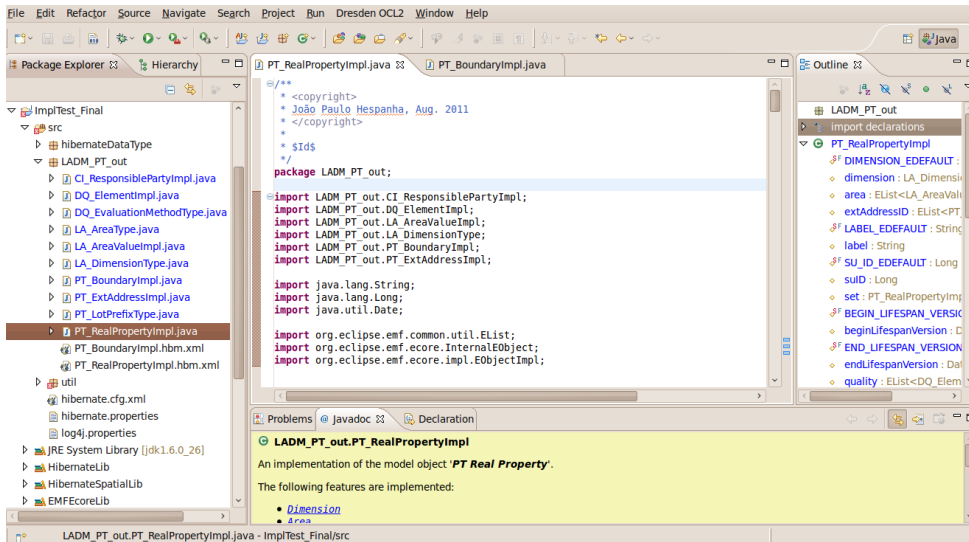 File Edit Refactor Source Navigate Search Project Run Dresden OCL2 Window Help
Java
Package Explorer
Hierarchy
ImplTest_Final
src
hibernateDataType
LADM_PT_out
CI_ResponsiblePartyImpl.java
DQ_ElementImpl.java
DQ_EvaluationMethodType.java
LA_AreaType.java
LA_AreaValueImpl.java
LA_DimensionType.java
PT_BoundaryImpl.java
PT_ExtAddressImpl.java
PT_LotPrefixType.java
PT_RealPropertyImpl.java
PT_BoundaryImpl.hbm.xml
PT_RealPropertyImpl.hbm.xml
util
hibernate.cfg.xml
hibernate.properties
log4j.properties
JRE System Library [jdk1.6.0_26]
HibernateLib
HibernateSpatialLib
EMFEcoreLib
PT_RealPropertyImpl.java
PT_BoundaryImpl.java
/**
* <copyright>
* João Paulo Hespanha, Aug. 2011
* </copyright>
*
* $Id$
*/
package LADM_PT_out;
import LADM_PT_out.CI_ResponsiblePartyImpl;
import LADM_PT_out.DQ_ElementImpl;
import LADM_PT_out.LA_AreaValueImpl;
import LADM_PT_out.LA_DimensionType;
import LADM_PT_out.PT_BoundaryImpl;
import LADM_PT_out.PT_ExtAddressImpl;
import java.lang.String;
import java.lang.Long;
import java.util.Date;
import org.eclipse.emf.common.util.EList;
import org.eclipse.emf.ecore.InternalEObject;
import org.eclipse.emf.ecore.impl.EObjectImpl;
Outline
LADM_PT_out
import declarations
PT_RealPropertyImpl
DIMENSION_EDEFAULT :
dimension : LA_Dimensi
area : EList<LA_AreaValu
extAddressID : EList<PT_
LABEL_EDEFAULT : String
label : String
SU_ID_EDEFAULT : Long
suID : Long
set : PT_RealPropertyImp
BEGIN_LIFESPAN_VERSIO
beginLifespanVersion : D
END_LIFESPAN_VERSION
endLifespanVersion : Dat
quality : EList<DQ_Elem
Problems @ Javadoc Declaration
LADM_PT_out.PT_RealPropertyImpl
An implementation of the model object 'PT Real Property'.
The following features are implemented:
• Dimension
• Area
LADM_PT_out.PT_RealPropertyImpl.java - ImplTest_Final/src